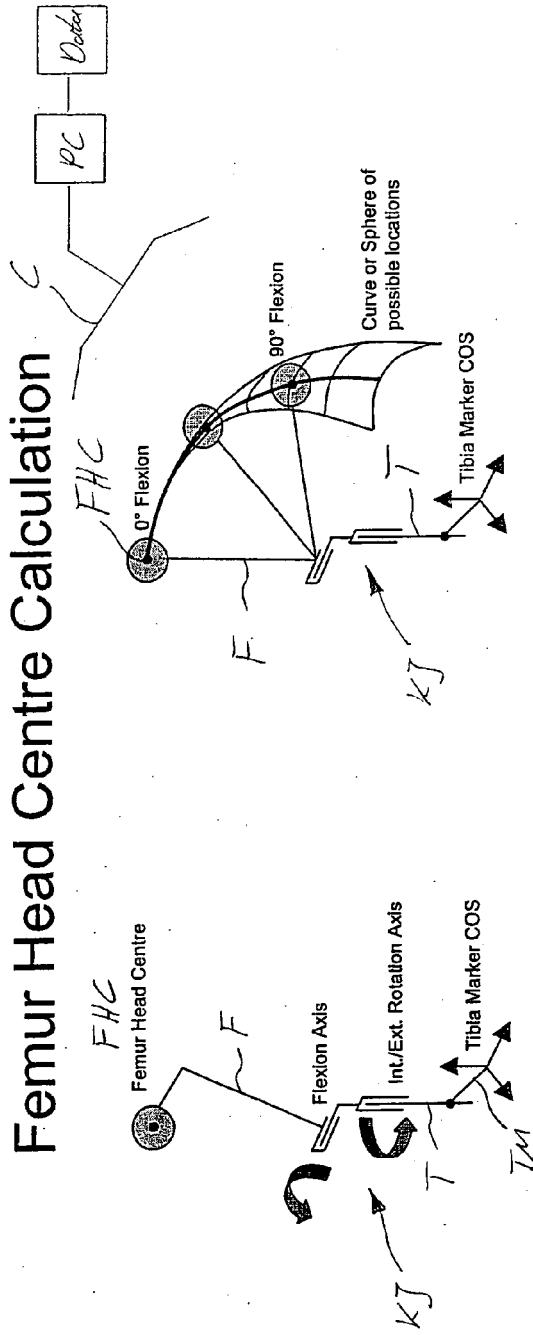 Femur Head Centre Calculation
FHC
Femur Head Centre
F
Flexion Axis
Int./Ext. Rotation Axis
KJ
T
Tibia Marker COS
TM
FHC
0° Flexion
F
90° Flexion
Curve or Sphere of
possible locations
KJ
T
Tibia Marker COS
C
PC
Data